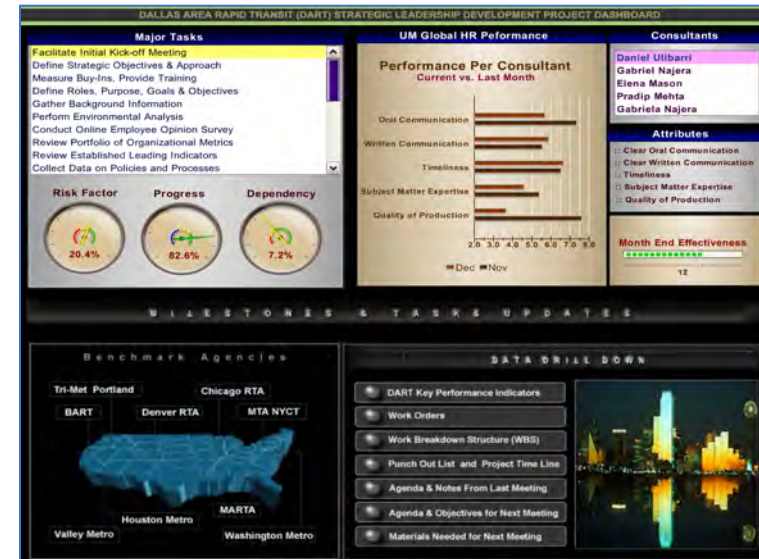 DALLAS AREA RAPID TRANSIT (DART) STRATEGIC LEADERSHIP DEVELOPMENT PROJECT DASHBOARD
Major Tasks
Facilitate Initial Kick-off Meeting
Define Strategic Objectives & Approach
Measure Buy-Ins, Provide Training
Define Roles, Purpose, Goals & Objectives
Gather Background Information
Perform Environmental Analysis
Conduct Online Employee Opinion Survey
Review Portfolio of Organizational Metrics
Review Established Leading Indicators
Collect Data on Policies and Processes
Risk Factor
Progress
Dependency
20.4%
82.6%
7.2%
UM Global HR Peformance
Performance Per Consultant
Current vs. Last Month
Oral Communication
Written Communication
Timeliness
Subject Matter Expertise
Quality of Production
2.0 3.0 4.0 5.0 6.0 7.0 8.0
Dec Nov
Consultants
Daniel Ulibarri
Gabriel Najera
Elena Mason
Pradip Mehta
Gabriela Najera
Attributes
:: Clear Oral Communication
:: Clear Written Communication
:: Timeliness
:: Subject Matter Expertise
:: Quality of Production
Month End Effectiveness
12
MILESTONES & TASKS UPDATES
Benchmark Agencies
Tri-Met Portland
Chicago RTA
BART
Denver RTA
MTA NYCT
MARTA
Houston Metro
Valley Metro
Washington Metro
DATA DRILL DOWN
DART Key Performance Indicators
Work Orders
Work Breakdown Structure (WBS)
Punch Out List and Project Time Line
Agenda & Notes From Last Meeting
Agenda & Objectives for Next Meeting
Materials Needed for Next Meeting